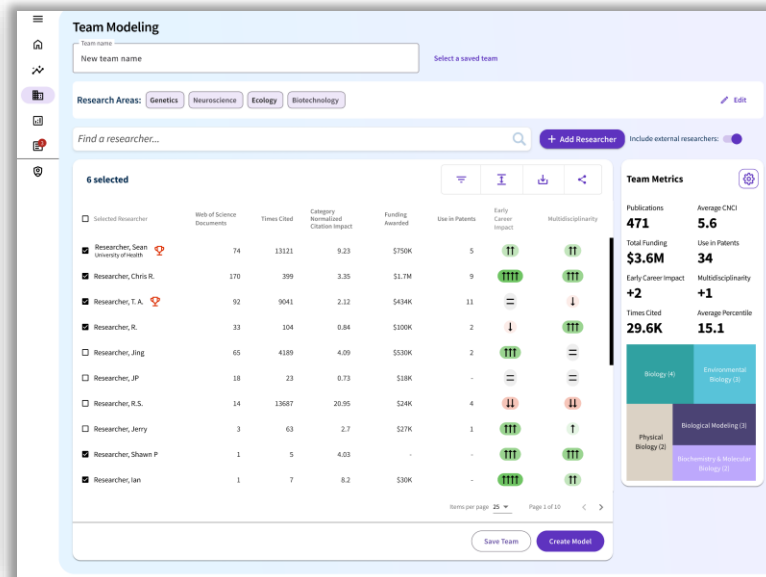 Team Modeling
Team name
New team name
Select a saved team
Research Areas: Genetics Neuroscience Ecology Biotechnology
Edit
Find a researcher...
+ Add Researcher
Include external researchers:
6 selected
Selected Researcher
Web of Science
Documents
Times Cited
Category
Normalized
Citation Impact
Funding
Awarded
Use in Patents
Early
Career
Impact
Multidisciplinarity
Researcher, Sean
University of Health
74 13121 9.23 $750K 5
Researcher, Chris R. 170 399 3.35 $1.7M 9
Researcher, T. A. 92 9041 2.12 $434K 11
Researcher, R. 33 104 0.84 $100K 2
Researcher, Jing 65 4189 4.09 $530K 2
Researcher, JP 18 23 0.73 $18K -
Researcher, R.S. 14 13687 20.95 $24K 4
Researcher, Jerry 3 63 2.7 $27K 1
Researcher, Shawn P 1 5 4.03 - -
Researcher, Ian 1 7 8.2 $30K -
Items per page 25
Page 1 of 10
Save Team
Create Model
Team Metrics
Publications Average CNCI
471 5.6
Total Funding Use in Patents
$3.6M 34
Early Career Impact Multidisciplinarity
+2 +1
Times Cited Average Percentile
29.6K 15.1
Biology (4)
Environmental
Biology (3)
Physical
Biology (2)
Biological Modeling (3)
Biochemistry & Molecular
Biology (2)